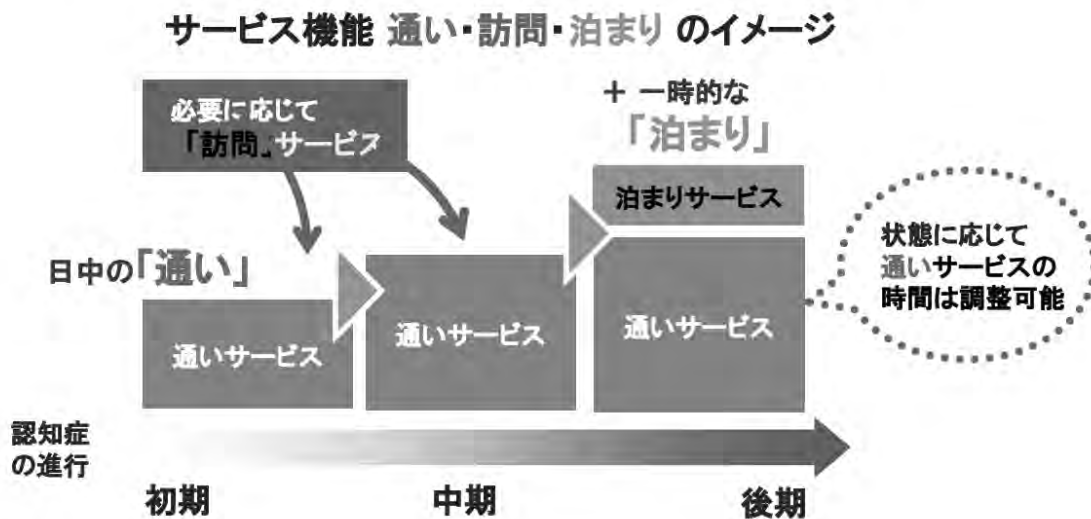 サービス機能 通い・訪問・泊まり のイメージ
必要に応じて
「訪問」サービス
＋ 一時的な
「泊まり」
泊まりサービス
日中の「通い」
通いサービス
通いサービス
通いサービス
状態に応じて
通いサービスの
時間は調整可能
認知症
の進行
初期
中期
後期